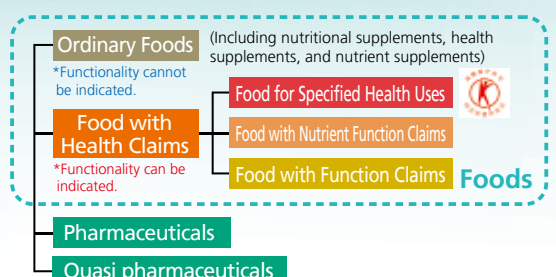 Ordinary Foods
(Including nutritional supplements, health
supplements, and nutrient supplements)
*Functionality cannot
be indicated.
Food for Specified Health Uses
Food with
Health Claims
Food with Nutrient Function Claims
*Functionality can be
indicated.
Food with Function Claims
Foods
Pharmaceuticals
Quasi pharmaceuticals